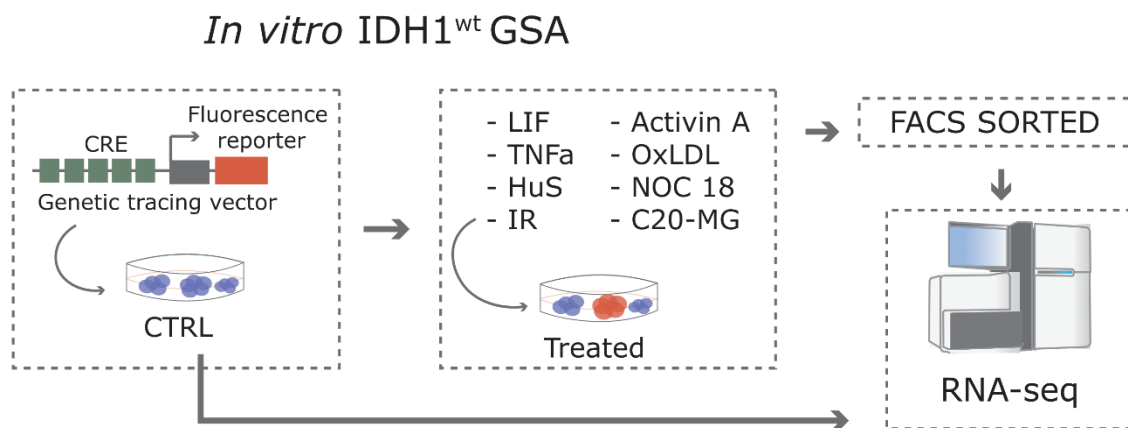 In vitro IDH1ʷᵗ GSA
Fluorescence
reporter
CRE
Genetic tracing vector
CTRL
- LIF
- TNFa
- HuS
- IR
- Activin A
- OxLDL
- NOC 18
- C20-MG
Treated
FACS SORTED
RNA-seq